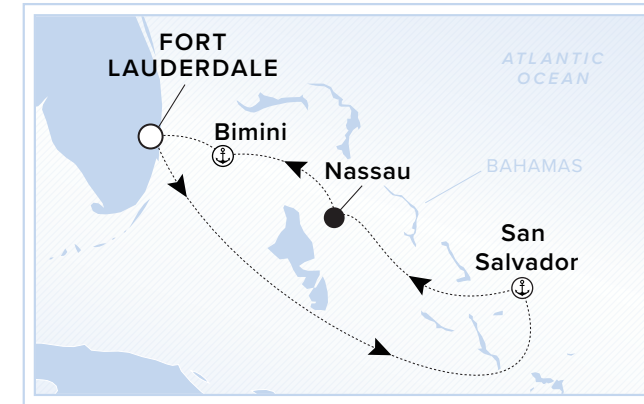 FORT
LAUDERDALE
ATLANTIC
OCEAN
Bimini
Nassau
BAHAMAS
San
Salvador